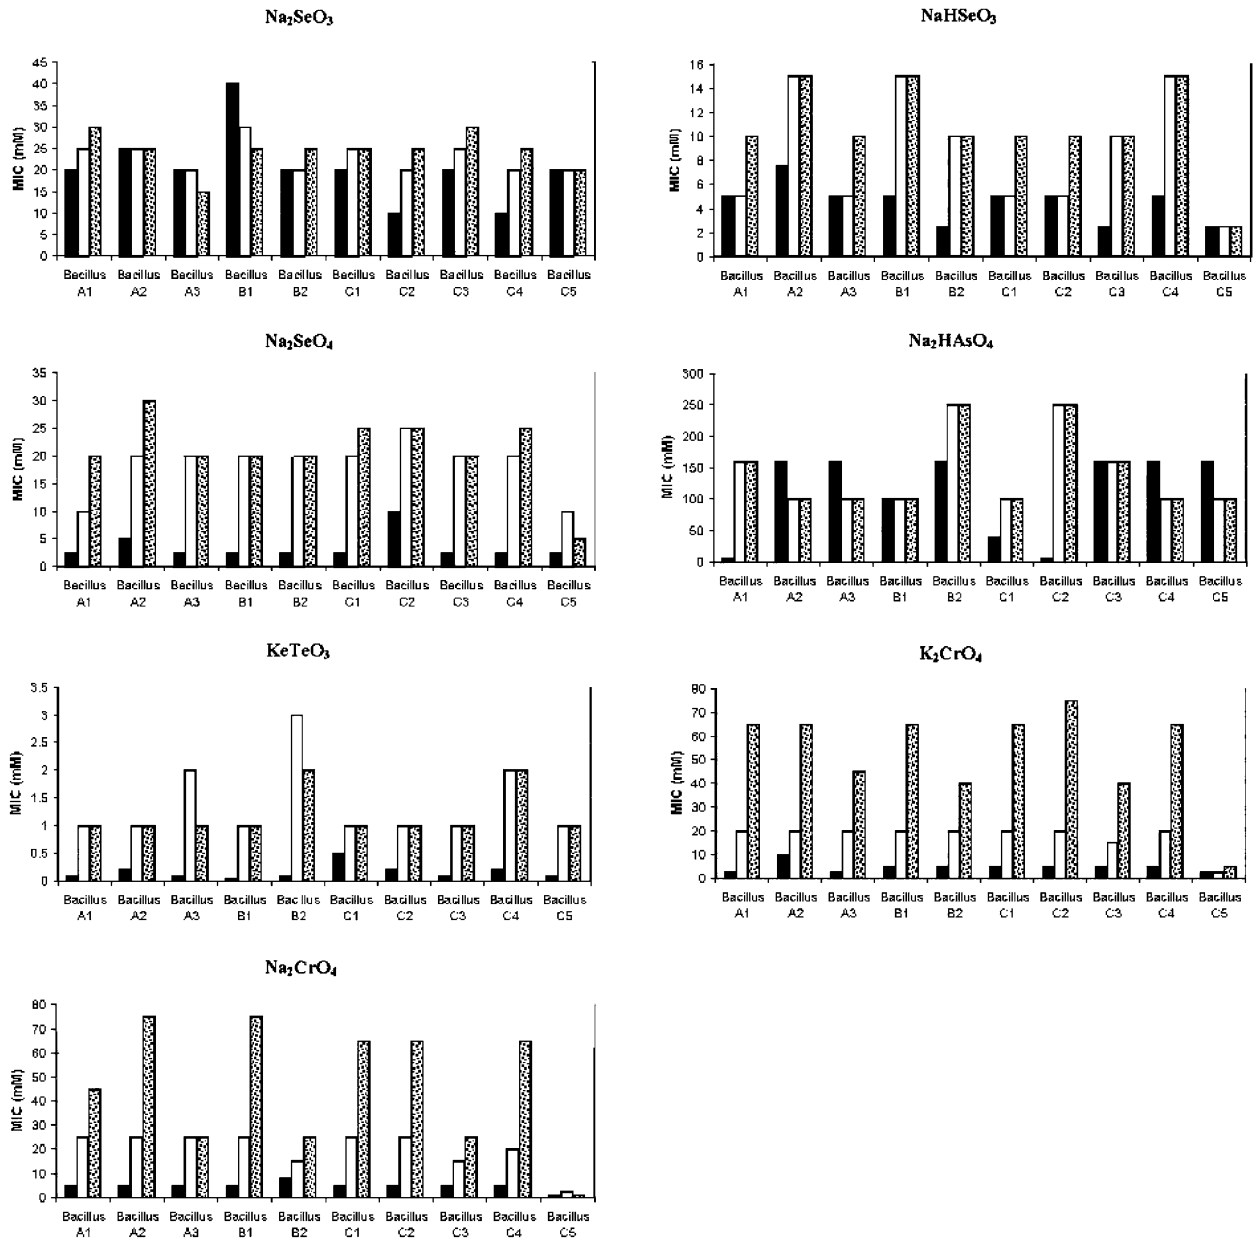 Na₂SeO₃
45
40
35
30
25
20
15
10
5
0
MIC (mM)
Bacillus Bacillus Bacillus Bacillus Bacillus Bacillus Bacillus Bacillus Bacillus Bacillus
A1 A2 A3 B1 B2 C1 C2 C3 C4 C5
NaHSeO₃
16
14
12
10
8
6
4
2
0
MIC (mM)
Bacillus Bacillus Bacillus Bacillus Bacillus Bacillus Bacillus Bacillus Bacillus Bacillus
A1 A2 A3 B1 B2 C1 C2 C3 C4 C5
Na₂SeO₄
35
30
25
20
15
10
5
0
MIC (mM)
Bacillus Bacillus Bacillus Bacillus Bacillus Bacillus Bacillus Bacillus Bacillus Bacillus
A1 A2 A3 B1 B2 C1 C2 C3 C4 C5
Na₂HAsO₄
300
250
200
150
100
50
0
MIC (mM)
Bacillus Bacillus Bacillus Bacillus Bacillus Bacillus Bacillus Bacillus Bacillus Bacillus
A1 A2 A3 B1 B2 C1 C2 C3 C4 C5
KeTeO₃
3.5
3
2.5
2
1.5
1
0.5
0
MIC (mM)
Bacillus Bacillus Bacillus Bacillus Bacillus Bacillus Bacillus Bacillus Bacillus Bacillus
A1 A2 A3 B1 B2 C1 C2 C3 C4 C5
K₂CrO₄
80
70
60
50
40
30
20
10
0
MIC (mM)
Bacillus Bacillus Bacillus Bacillus Bacillus Bacillus Bacillus Bacillus Bacillus Bacillus
A1 A2 A3 B1 B2 C1 C2 C3 C4 C5
Na₂CrO₄
80
70
60
50
40
30
20
10
0
MIC (mM)
Bacillus Bacillus Bacillus Bacillus Bacillus Bacillus Bacillus Bacillus Bacillus Bacillus
A1 A2 A3 B1 B2 C1 C2 C3 C4 C5